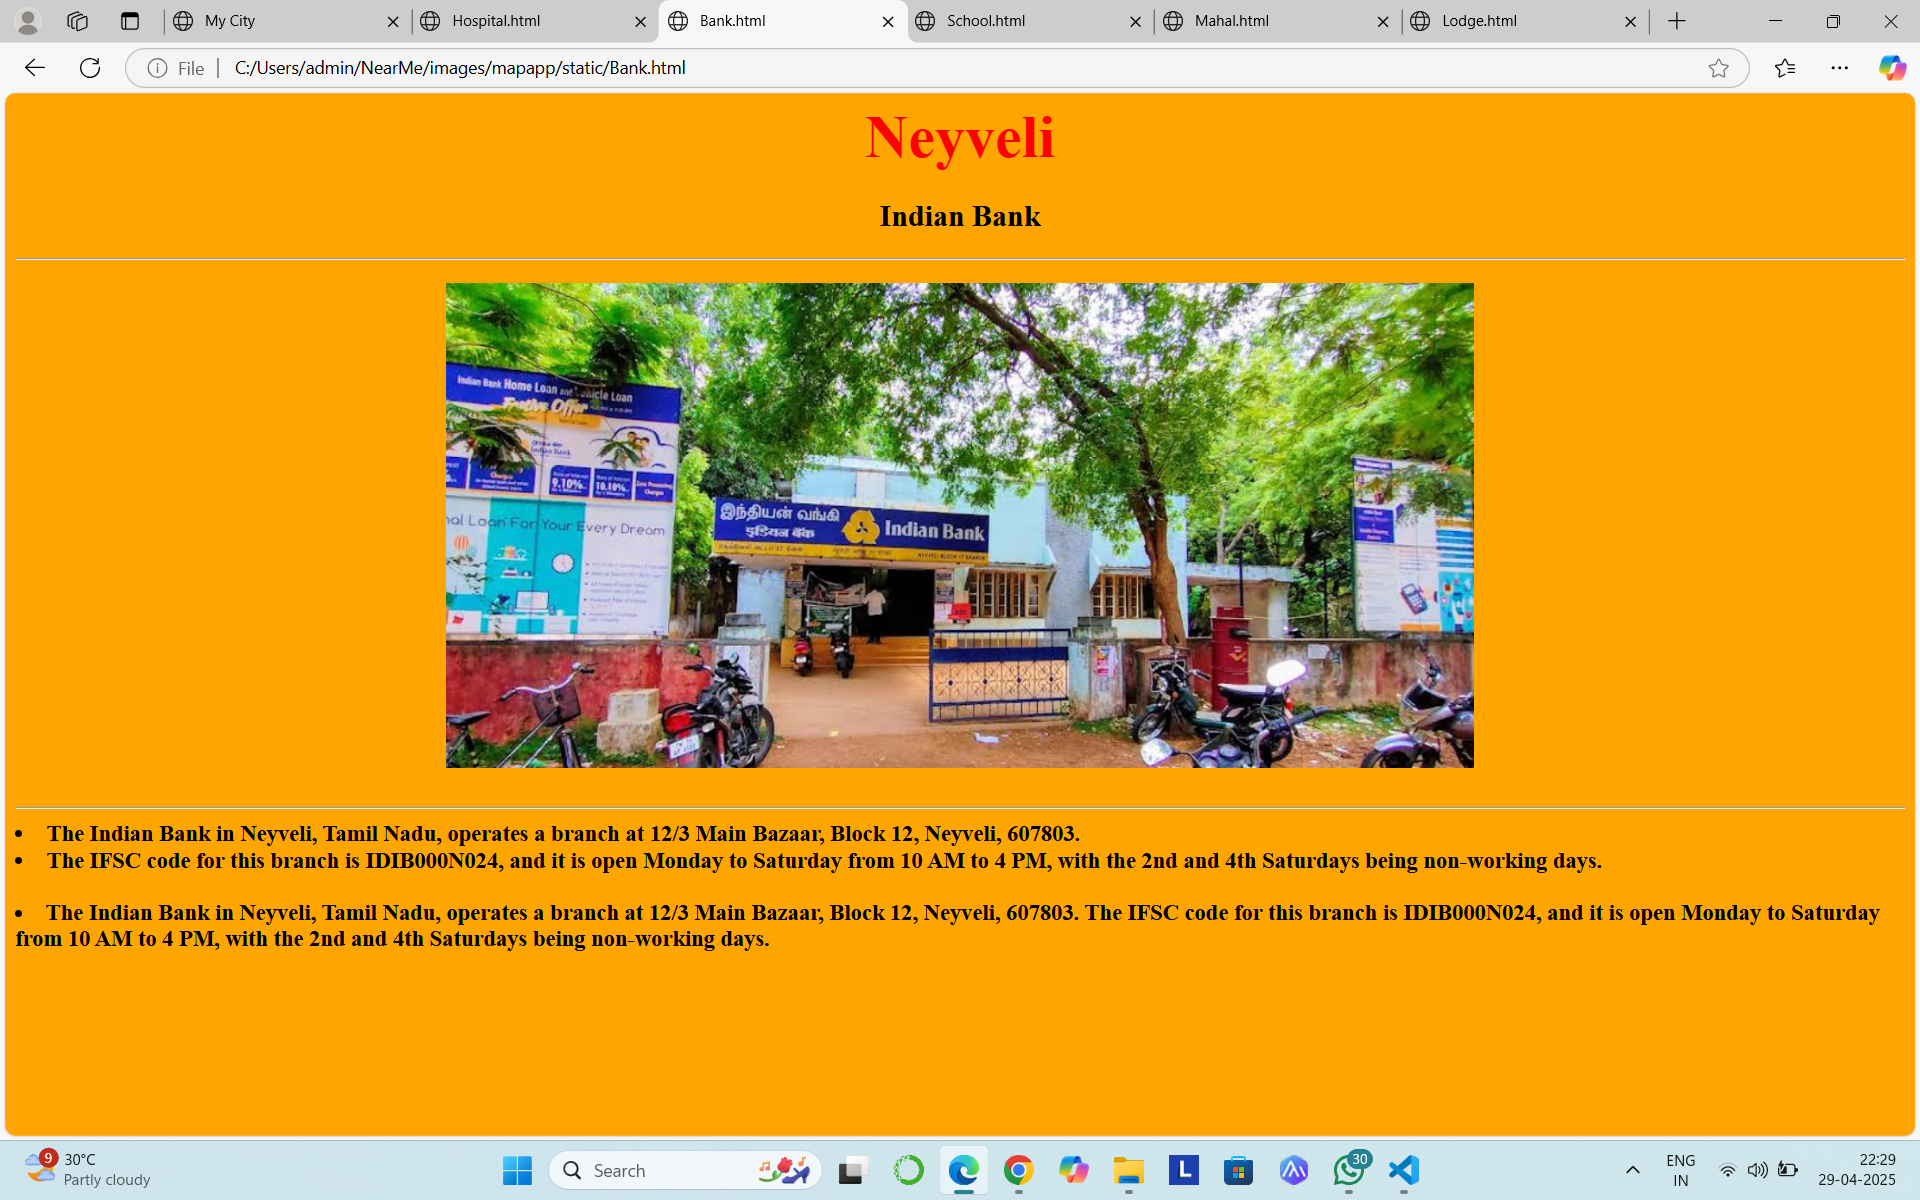 My City
Hospital.html
Bank.html
School.html
Mahal.html
Lodge.html
File
C:/Users/admin/NearMe/images/mapapp/static/Bank.html
Neyveli
Indian Bank
Indian Bank Home Loan and Vehicle Loan
Festive Offer
Indian Bank
9.10%
10.10%
Loan For Your Every Dream
இந்தியன் வங்கி
इंडियन बैंक
Indian Bank
• The Indian Bank in Neyveli, Tamil Nadu, operates a branch at 12/3 Main Bazaar, Block 12, Neyveli, 607803.
• The IFSC code for this branch is IDIB000N024, and it is open Monday to Saturday from 10 AM to 4 PM, with the 2nd and 4th Saturdays being non-working days.
• The Indian Bank in Neyveli, Tamil Nadu, operates a branch at 12/3 Main Bazaar, Block 12, Neyveli, 607803. The IFSC code for this branch is IDIB000N024, and it is open Monday to Saturday
from 10 AM to 4 PM, with the 2nd and 4th Saturdays being non-working days.
9
30°C
Partly cloudy
Search
L
30
ENG
IN
22:29
29-04-2025